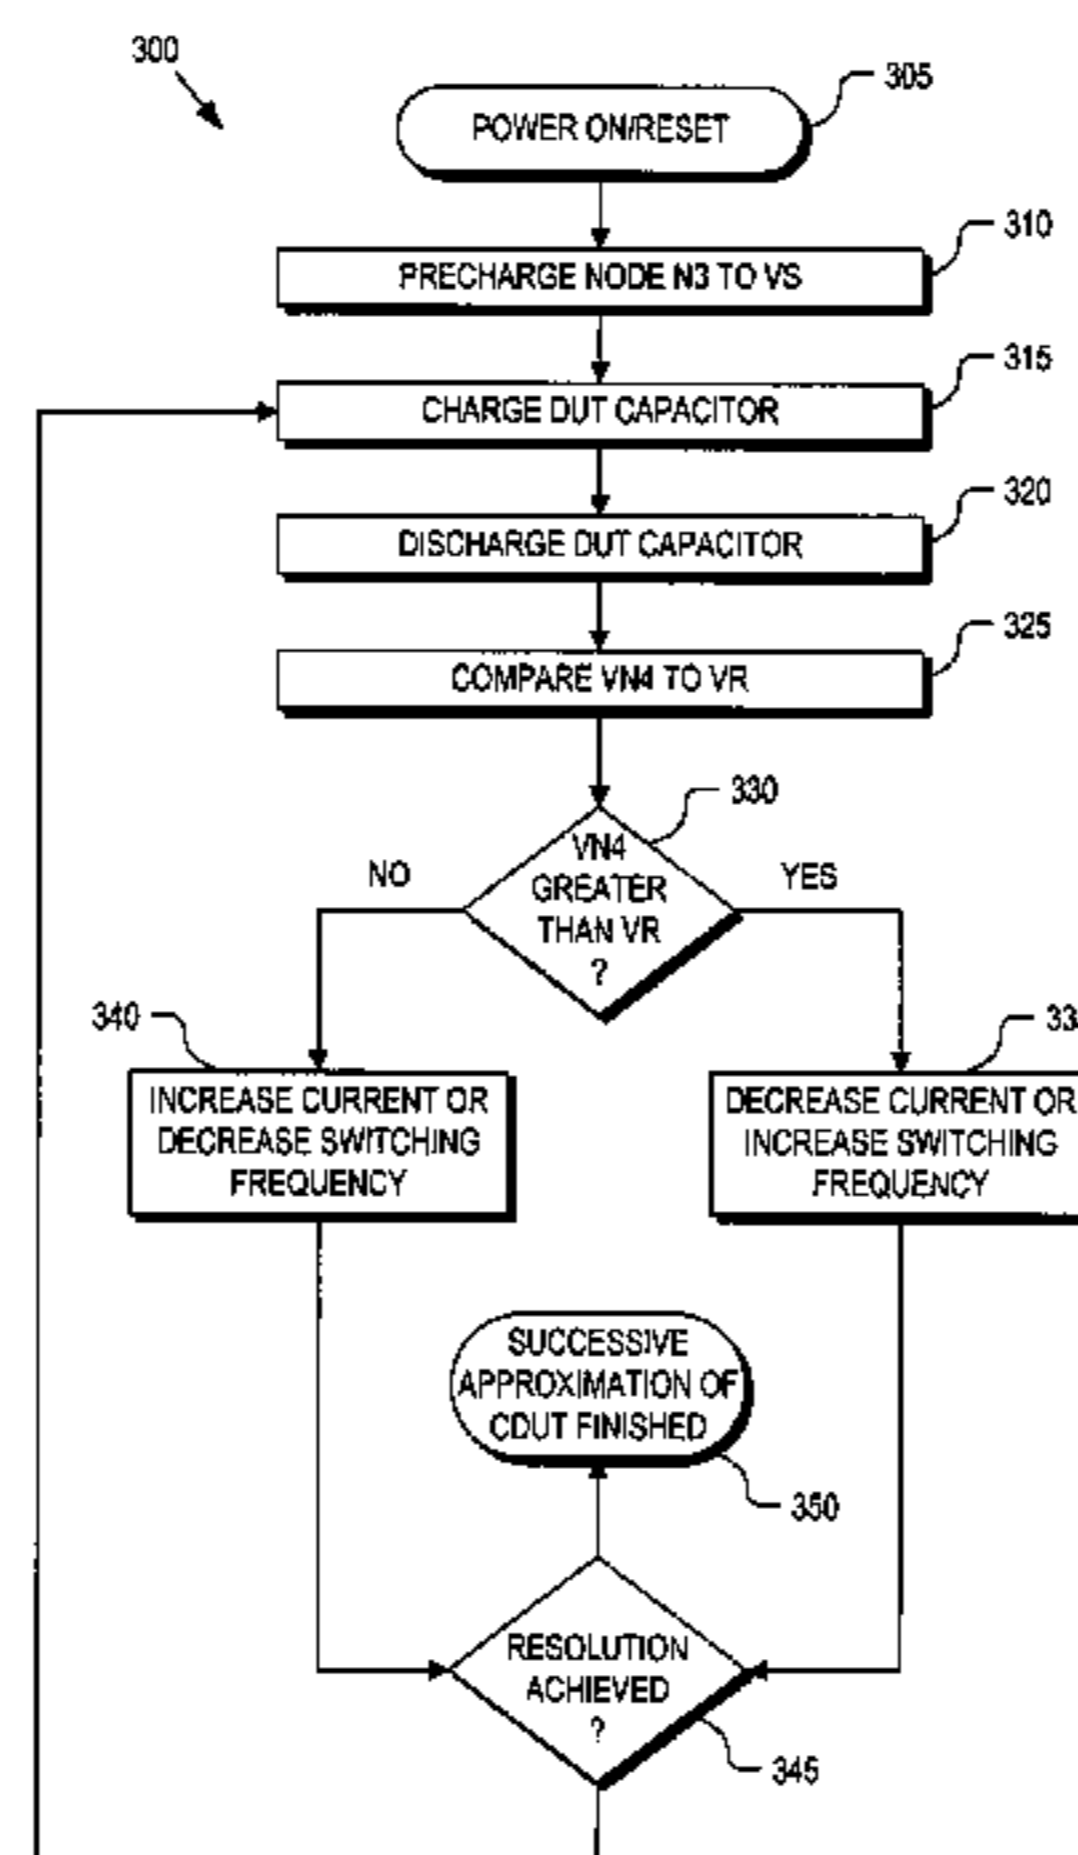 300
305
POWER ON/RESET
310
PRECHARGE NODE N3 TO VS
315
CHARGE DUT CAPACITOR
320
DISCHARGE DUT CAPACITOR
325
COMPARE VN4 TO VR
330
VN4
GREATER
THAN VR
?
NO
YES
340
INCREASE CURRENT OR
DECREASE SWITCHING
FREQUENCY
DECREASE CURRENT OR
INCREASE SWITCHING
FREQUENCY
SUCCESSIVE
APPROXIMATION OF
CDUT FINISHED
350
RESOLUTION
ACHIEVED
?
345